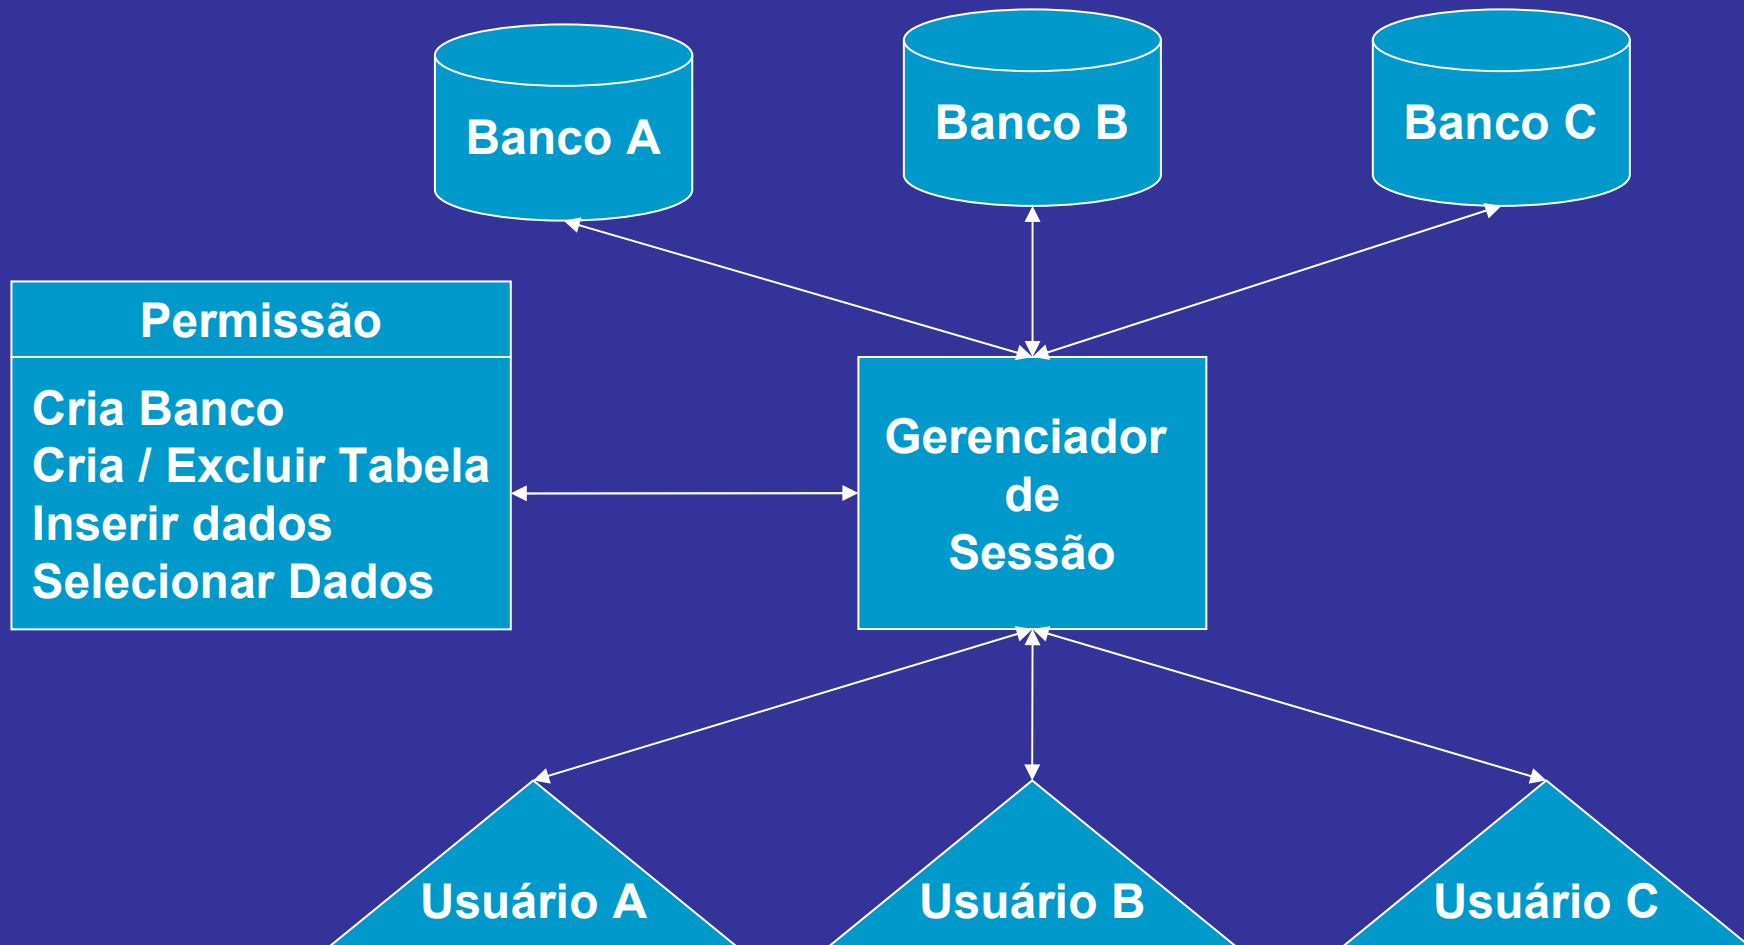 Banco A
Banco B
Banco C
Permissão
Cria Banco
Cria / Excluir Tabela
Inserir dados
Selecionar Dados
Gerenciador
de
Sessão
Usuário A
Usuário B
Usuário C